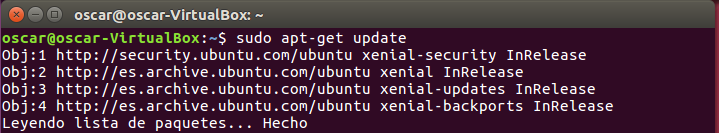 oscar@oscar-VirtualBox: ~
oscar@oscar-VirtualBox:~$ sudo apt-get update
Obj:1 http://security.ubuntu.com/ubuntu xenial-security InRelease
Obj:2 http://es.archive.ubuntu.com/ubuntu xenial InRelease
Obj:3 http://es.archive.ubuntu.com/ubuntu xenial-updates InRelease
Obj:4 http://es.archive.ubuntu.com/ubuntu xenial-backports InRelease
Leyendo lista de paquetes... Hecho